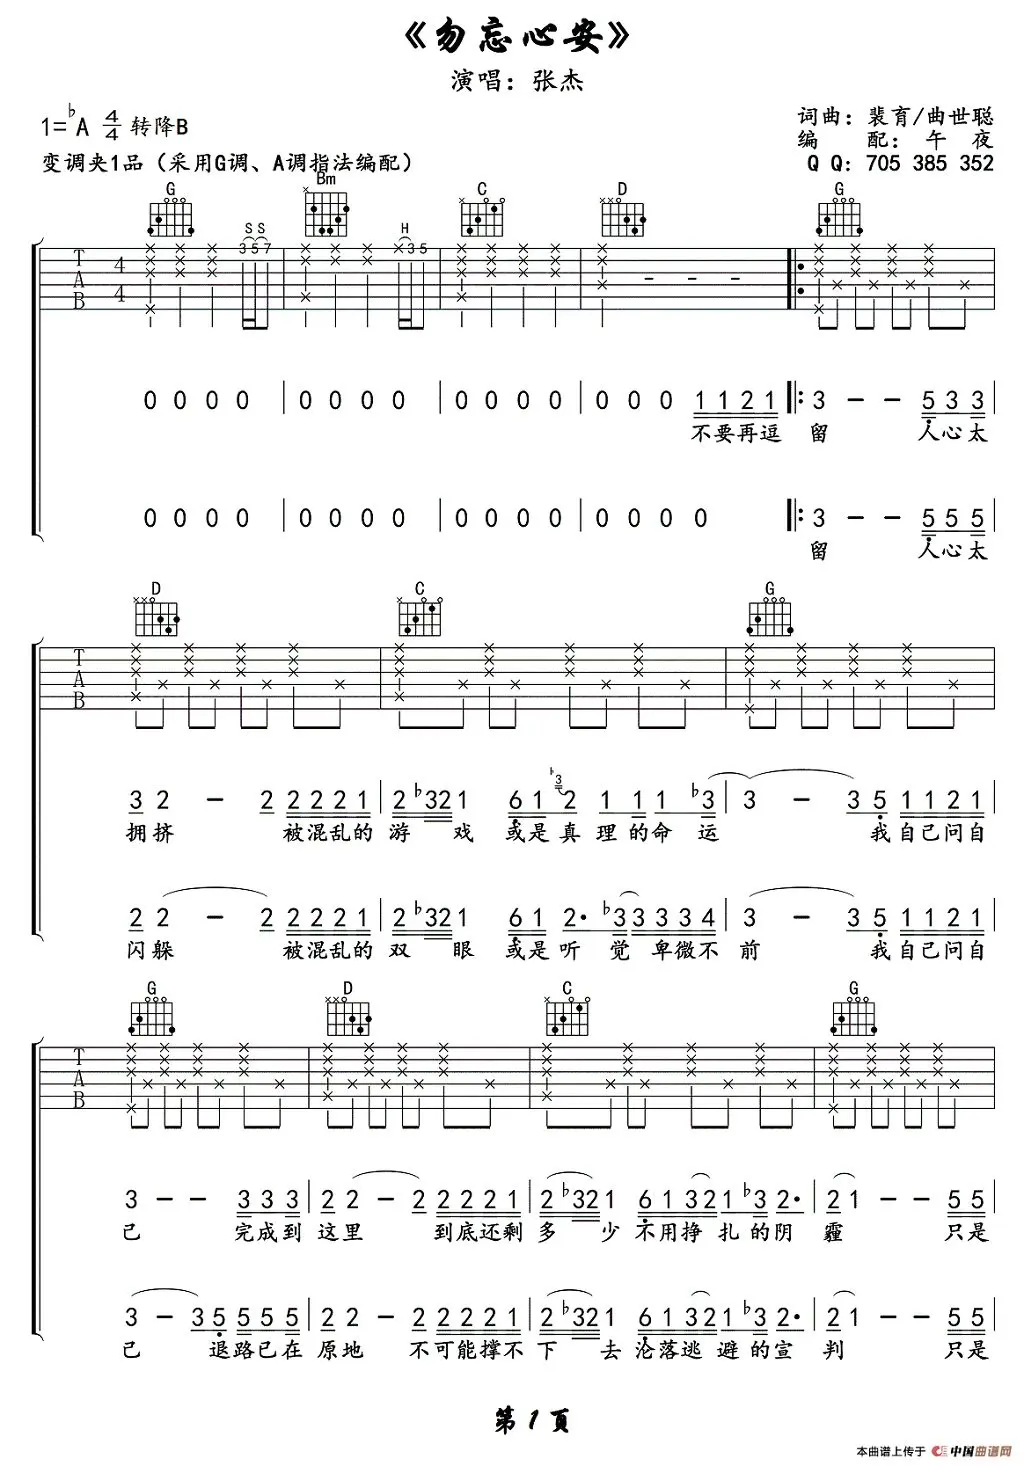 《勿忘心安》
演唱：张杰
1=♭A 4/4 转降B
词曲：裴育/曲世聪
编 配：午 夜
变调夹1品（采用G调、A调指法编配）
QQ：705 385 352
G Bm C D G
S S H
3 5 7 3 5
T A B 4 4
0 0 0 0 | 0 0 0 0 | 0 0 0 0 | 0 0 0 1 1 2 1 |: 3 - - 5 3 3 |
不要再逗 留 人心太
0 0 0 0 | 0 0 0 0 | 0 0 0 0 | 0 0 0 0 |: 3 - - 5 5 5 |
留 人心太
D C G
T A B
3 2 - 2 2 2 2 1 | 2 ♭3 2 1 6 1 ♭3 2 1 1 1 ♭3 | 3 - 3 5 1 1 2 1 |
拥挤 被混乱的 游 戏 或是真 理的命 运 我自己问自
2 2 - 2 2 2 2 1 | 2 ♭3 2 1 6 1 2· ♭3 3 3 3 4 | 3 - 3 5 1 1 2 1 |
闪躲 被混乱的 双 眼 或是听 觉 卑微不 前 我自己问自
G D C G
T A B
3 - - 3 3 3 | 2 2 - 2 2 2 2 1 | 2 ♭3 2 1 6 1 3 2 1 ♭3 2· | 2 1 - - 5 5 |
己 完成到 这里 到底还剩 多 少 不用挣 扎的阴 霾 只是
3 - 3 5 5 5 5 | 2 2 - 2 2 2 2 1 | 2 ♭3 2 1 6 1 3 2 1 ♭3 2· | 2 1 - - 5 5 |
己 退路已在 原地 不可能撑不 下 去 沦落逃 避的宣 判 只是
第 1 頁
本曲谱上传于 中国曲谱网